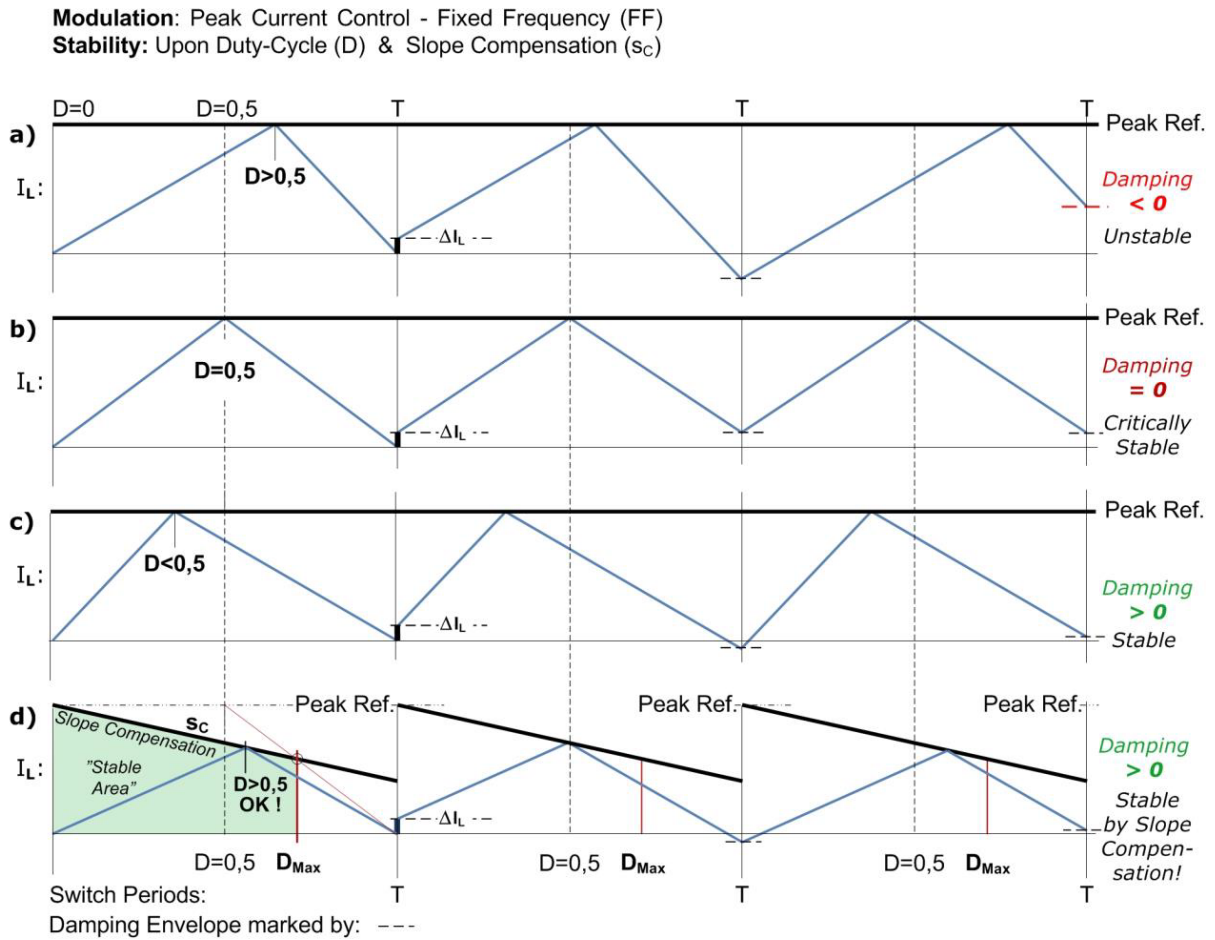 Modulation: Peak Current Control - Fixed Frequency (FF)
Stability: Upon Duty-Cycle (D) & Slope Compensation (sC)
D=0 D=0,5 T T T
a) Peak Ref.
D>0,5
IL:
Damping
< 0
ΔIL
Unstable
b) Peak Ref.
D=0,5
IL:
Damping
= 0
ΔIL
Critically
Stable
c) Peak Ref.
D<0,5
IL:
Damping
> 0
ΔIL
Stable
d) Peak Ref. Peak Ref. Peak Ref.
Slope Compensation
sC
IL:
"Stable
Area"
D>0,5
OK !
Damping
> 0
ΔIL
Stable
by Slope
Compen-
sation!
D=0,5 DMax D=0,5 DMax D=0,5 DMax
Switch Periods: T T T
Damping Envelope marked by: ---